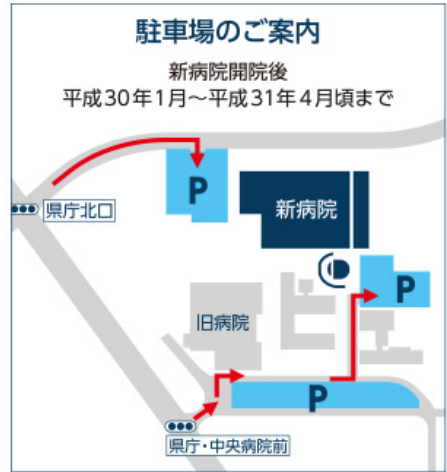 駐車場のご案内
新病院開院後
平成30年1月～平成31年4月頃まで
P
県庁北口
新病院
P
旧病院
P
県庁・中央病院前